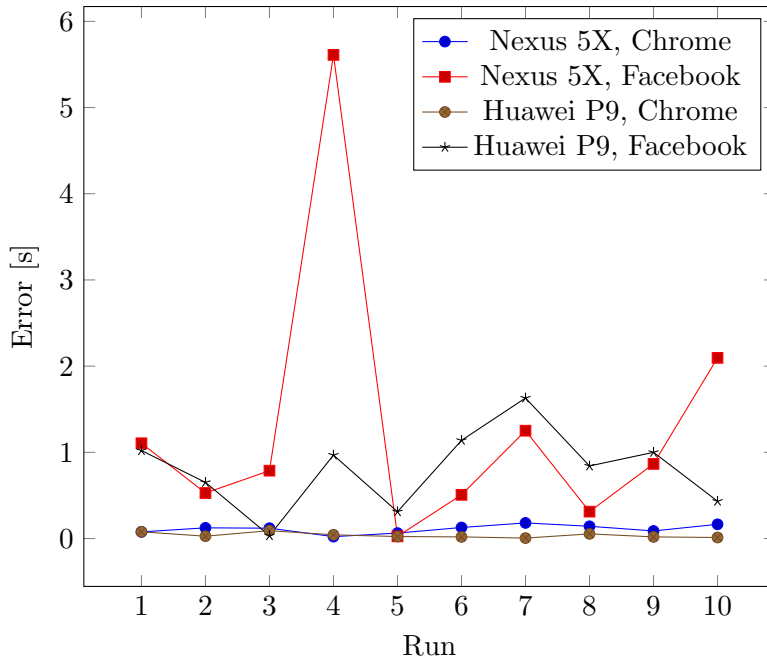 6
5
4
3
2
1
0
Error [s]
Nexus 5X, Chrome
Nexus 5X, Facebook
Huawei P9, Chrome
Huawei P9, Facebook
1 2 3 4 5 6 7 8 9 10
Run